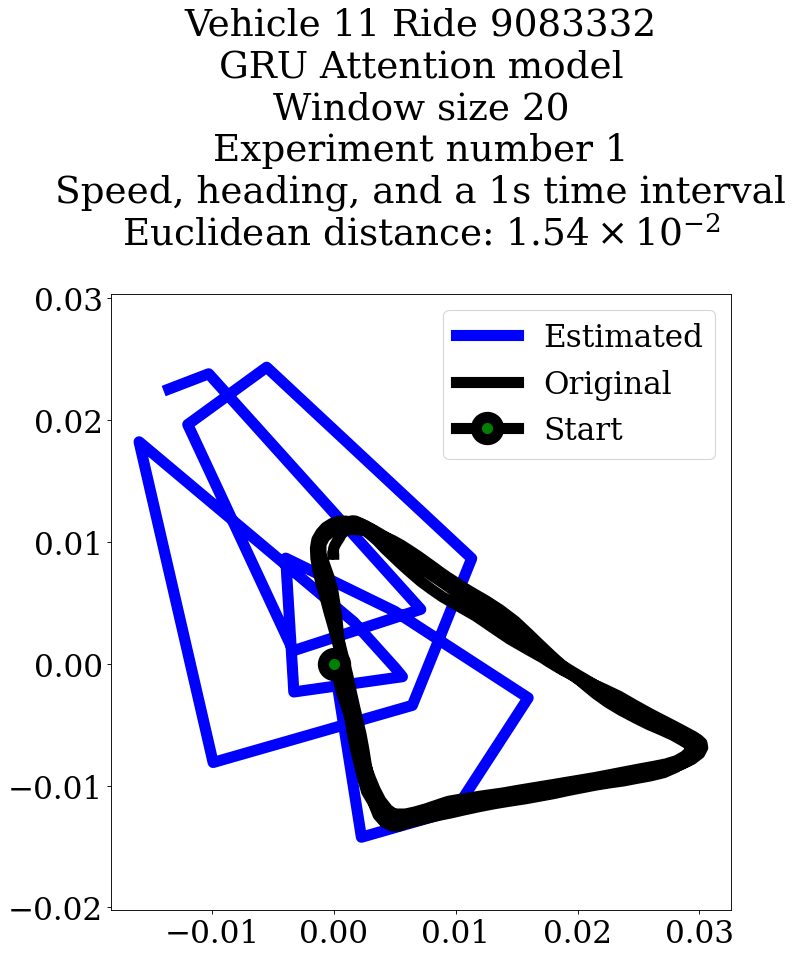 Vehicle 11 Ride 9083332
GRU Attention model
Window size 20
Experiment number 1
Speed, heading, and a 1s time interval
Euclidean distance: 1.54 × 10⁻²
0.03
0.02
0.01
0.00
−0.01
−0.02
Estimated
Original
Start
−0.01 0.00 0.01 0.02 0.03